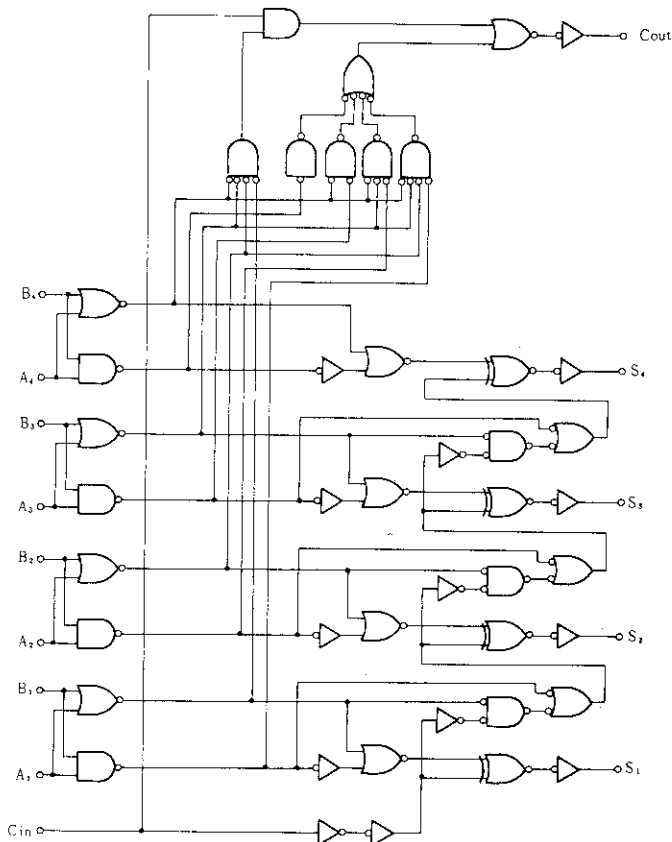 Cout
B₄
A₄
S₄
B₃
A₃
S₃
B₂
A₂
S₂
B₁
A₁
S₁
Cin